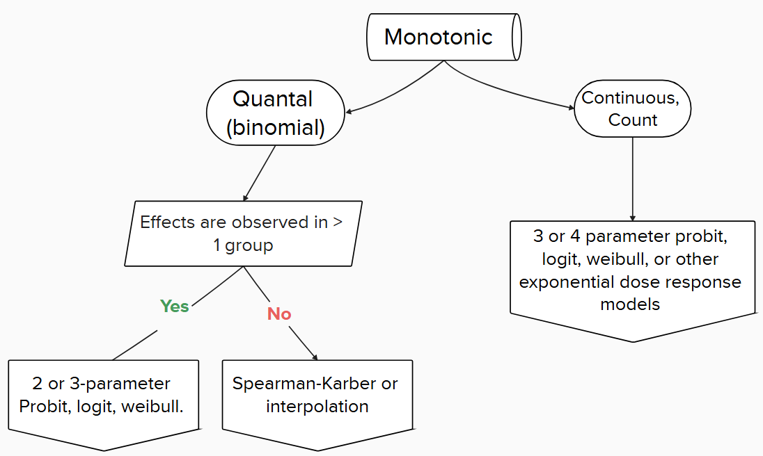 Monotonic
Quantal
(binomial)
Continuous,
Count
Effects are observed in >
1 group
Yes
No
3 or 4 parameter probit,
logit, weibull, or other
exponential dose response
models
2 or 3-parameter
Probit, logit, weibull.
Spearman-Karber or
interpolation